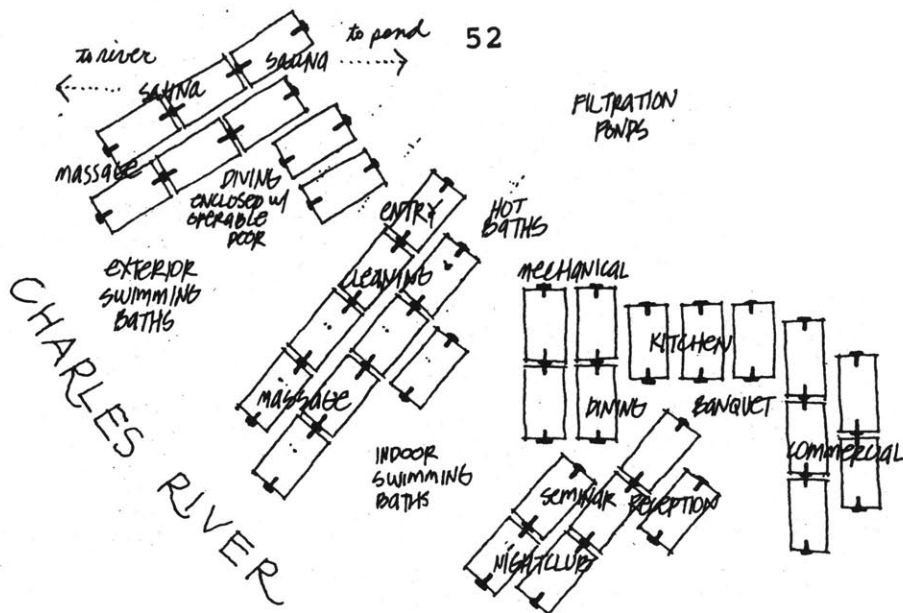 52
to river
to pond
SAUNA
SAUNA
MASSAGE
DIVING
ENCLOSED W/
OPERABLE
DOOR
FILTRATION
PONDS
ENTRY
HOT
BATHS
CLEANING
EXTERIOR
SWIMMING
BATHS
MECHANICAL
KITCHEN
MASSAGE
DINING
BANQUET
COMMERCIAL
INDOOR
SWIMMING
BATHS
SEMINAR
RECEPTION
NIGHTCLUB
CHARLES RIVER